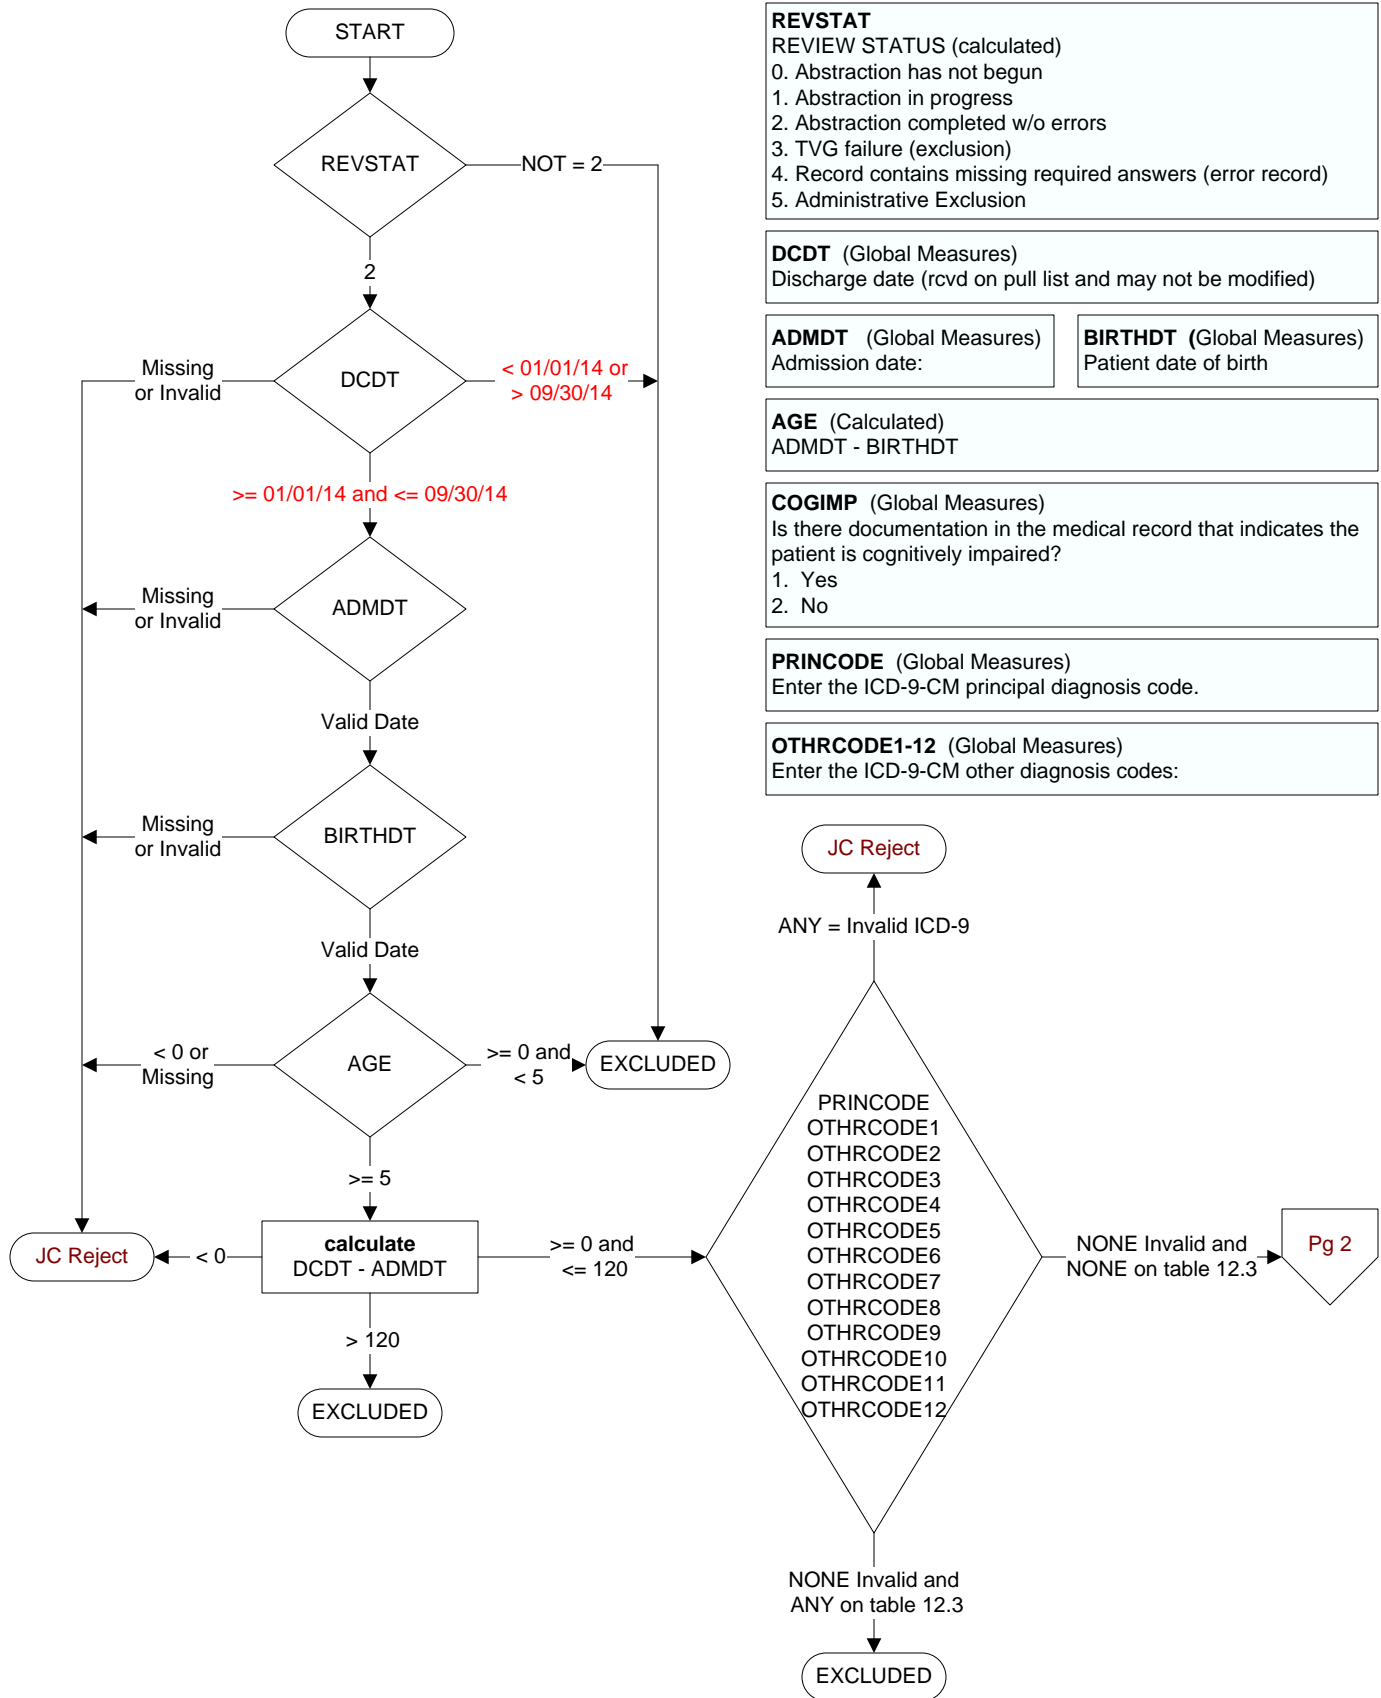 START
REVSTAT
NOT = 2
2
DCDT
Missing
or Invalid
< 01/01/14 or
> 09/30/14
>= 01/01/14 and <= 09/30/14
ADMDT
Missing
or Invalid
Valid Date
BIRTHDT
Missing
or Invalid
Valid Date
AGE
< 0 or
Missing
>= 0 and
< 5
EXCLUDED
>= 5
calculate
DCDT - ADMDT
< 0
JC Reject
>= 0 and
<= 120
> 120
EXCLUDED
REVSTAT
REVIEW STATUS (calculated)
0. Abstraction has not begun
1. Abstraction in progress
2. Abstraction completed w/o errors
3. TVG failure (exclusion)
4. Record contains missing required answers (error record)
5. Administrative Exclusion
DCDT (Global Measures)
Discharge date (rcvd on pull list and may not be modified)
ADMDT (Global Measures)
Admission date:
BIRTHDT (Global Measures)
Patient date of birth
AGE (Calculated)
ADMDT - BIRTHDT
COGIMP (Global Measures)
Is there documentation in the medical record that indicates the
patient is cognitively impaired?
1. Yes
2. No
PRINCODE (Global Measures)
Enter the ICD-9-CM principal diagnosis code.
OTHRCODE1-12 (Global Measures)
Enter the ICD-9-CM other diagnosis codes:
JC Reject
ANY = Invalid ICD-9
PRINCODE
OTHRCODE1
OTHRCODE2
OTHRCODE3
OTHRCODE4
OTHRCODE5
OTHRCODE6
OTHRCODE7
OTHRCODE8
OTHRCODE9
OTHRCODE10
OTHRCODE11
OTHRCODE12
NONE Invalid and
NONE on table 12.3
Pg 2
NONE Invalid and
ANY on table 12.3
EXCLUDED